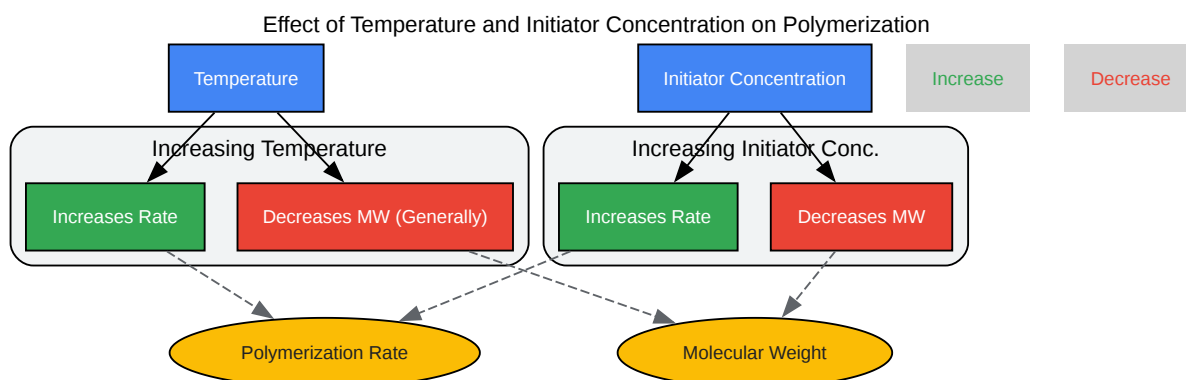 Effect of Temperature and Initiator Concentration on Polymerization
Temperature
Initiator Concentration
Increase
Decrease
Increasing Temperature
Increasing Initiator Conc.
Increases Rate
Decreases MW (Generally)
Increases Rate
Decreases MW
Polymerization Rate
Molecular Weight